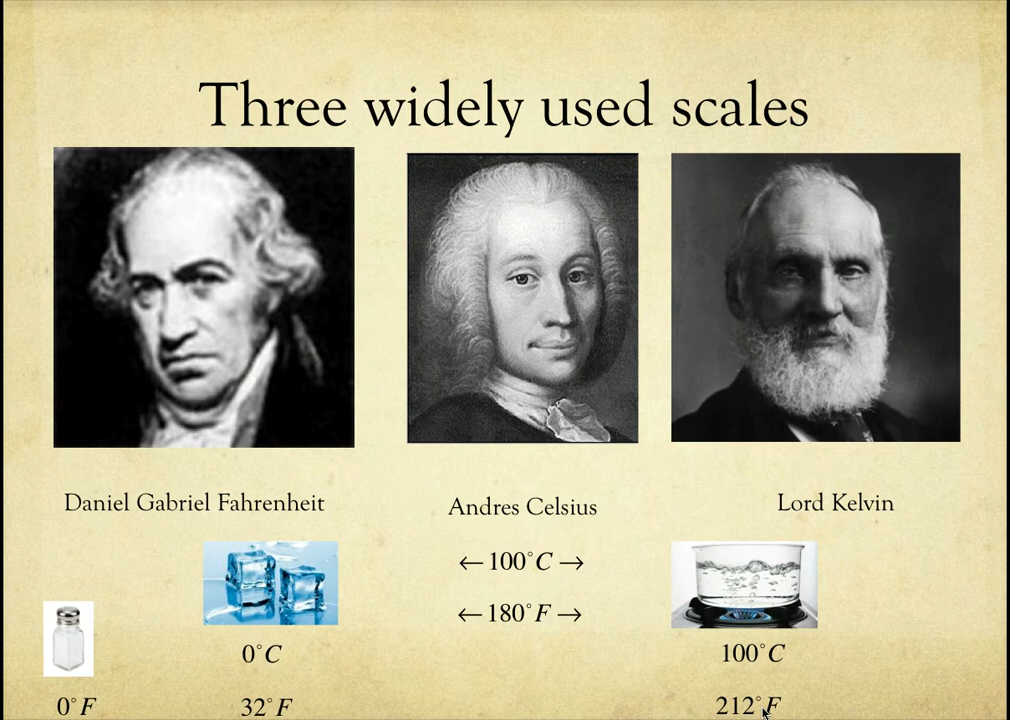 Three widely used scales
Daniel Gabriel Fahrenheit
Andres Celsius
Lord Kelvin
←100°C→
←180°F→
0°C
100°C
0°F
32°F
212°F